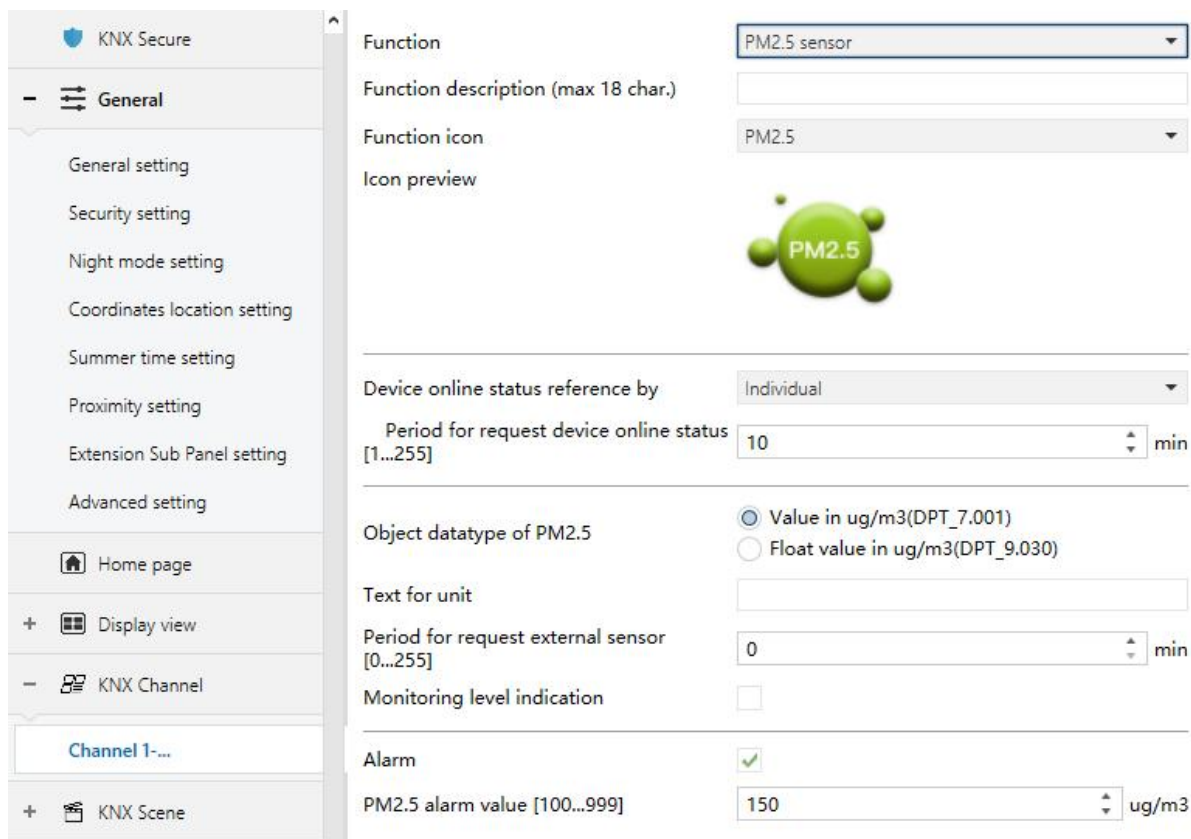 KNX Secure
General
General setting
Security setting
Night mode setting
Coordinates location setting
Summer time setting
Proximity setting
Extension Sub Panel setting
Advanced setting
Home page
Display view
KNX Channel
Channel 1-...
KNX Scene
Function
PM2.5 sensor
Function description (max 18 char.)
Function icon
PM2.5
Icon preview
PM2.5
Device online status reference by
Individual
Period for request device online status
[1...255]
10
min
Object datatype of PM2.5
Value in ug/m3(DPT_7.001)
Float value in ug/m3(DPT_9.030)
Text for unit
Period for request external sensor
[0...255]
0
min
Monitoring level indication
Alarm
PM2.5 alarm value [100...999]
150
ug/m3